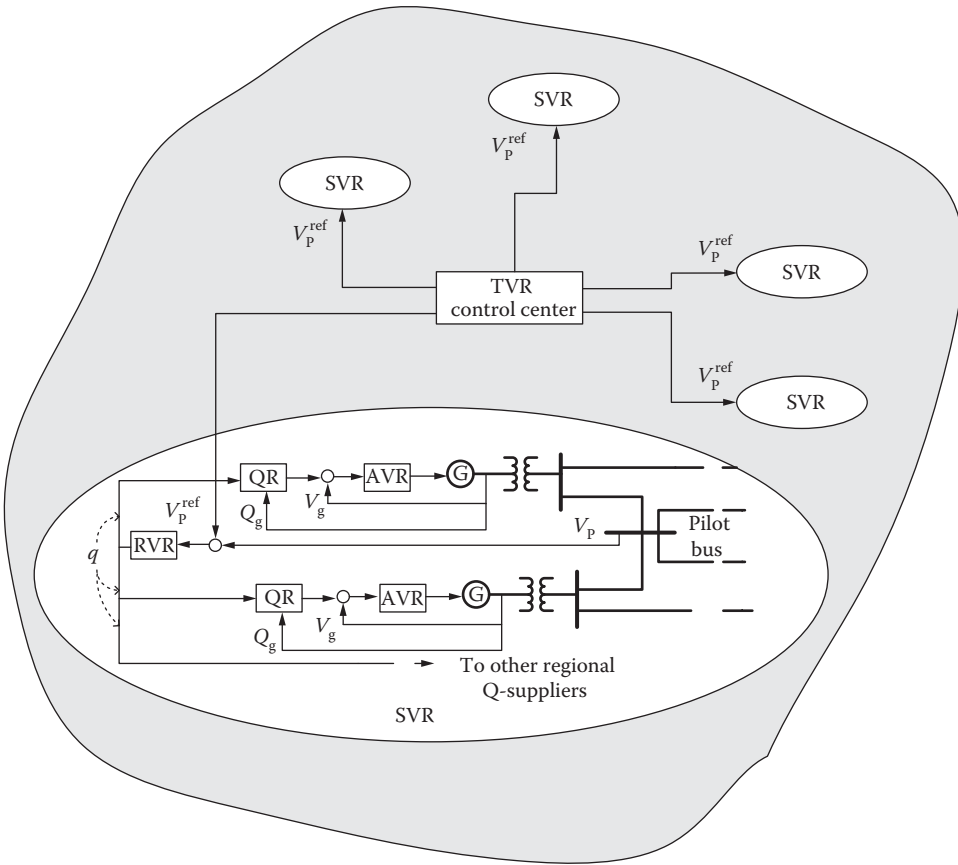 SVR
V_P^ref
SVR
V_P^ref
V_P^ref
SVR
TVR
control center
V_P^ref
SVR
QR
AVR
G
V_g
Q_g
V_P^ref
V_P
Pilot
bus
RVR
q
QR
AVR
G
V_g
Q_g
To other regional
Q-suppliers
SVR